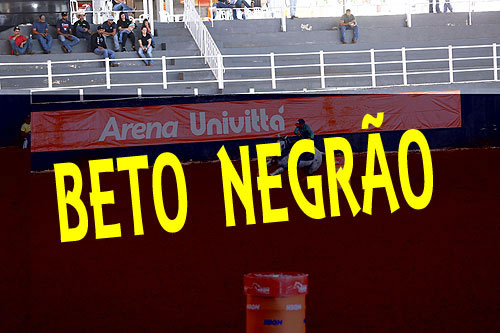 Arena Univittá
BETO NEGRÃO